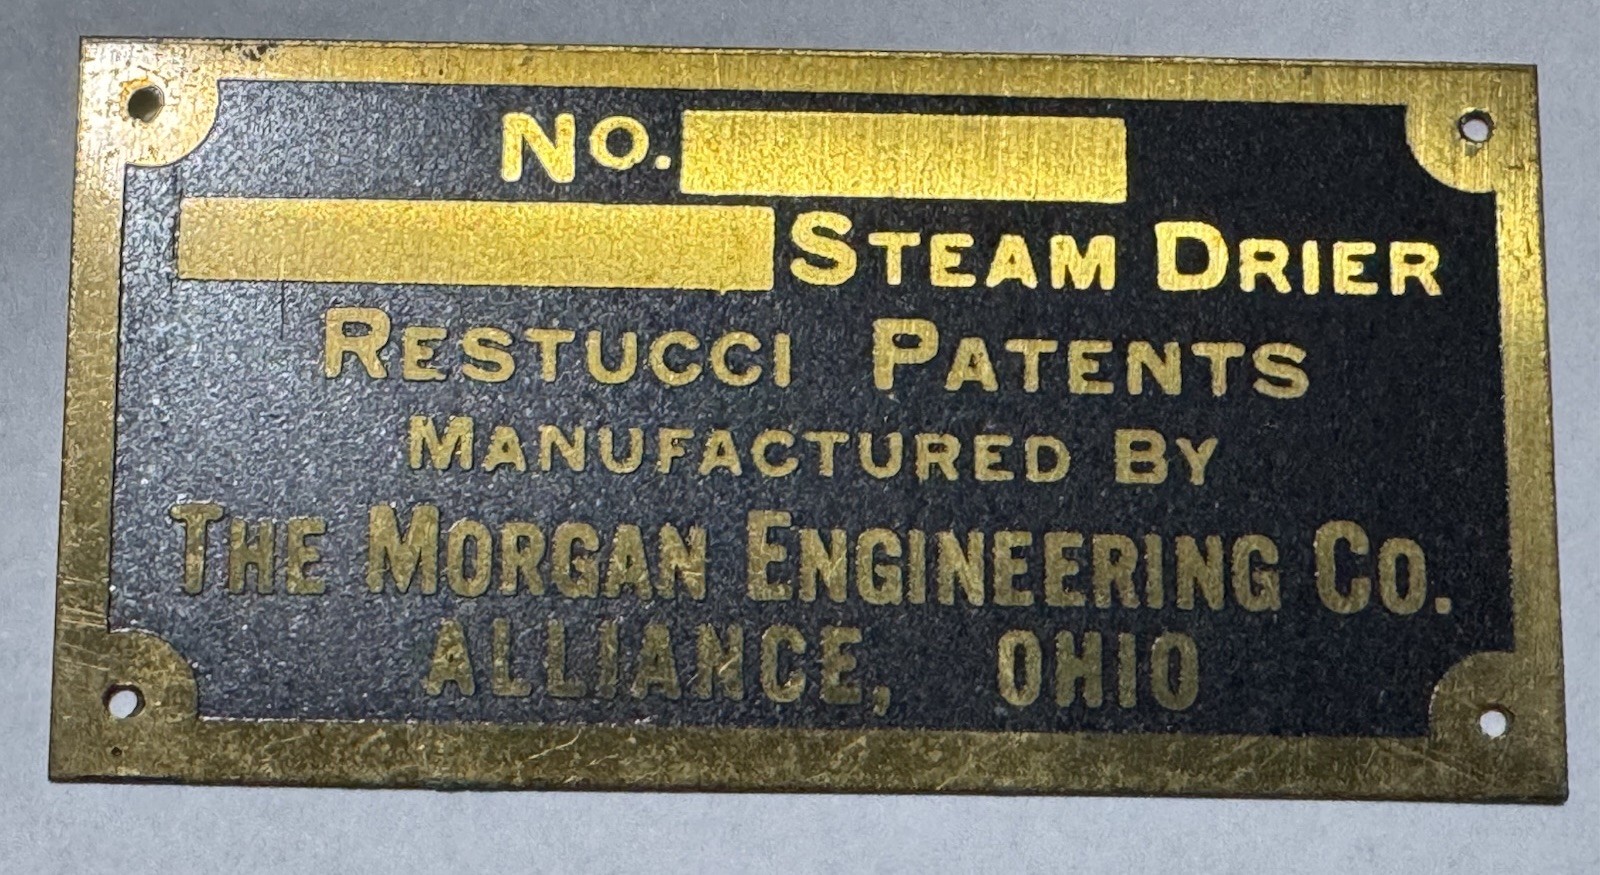 No.
Steam Drier
Restucci Patents
Manufactured By
The Morgan Engineering Co.
Alliance, Ohio